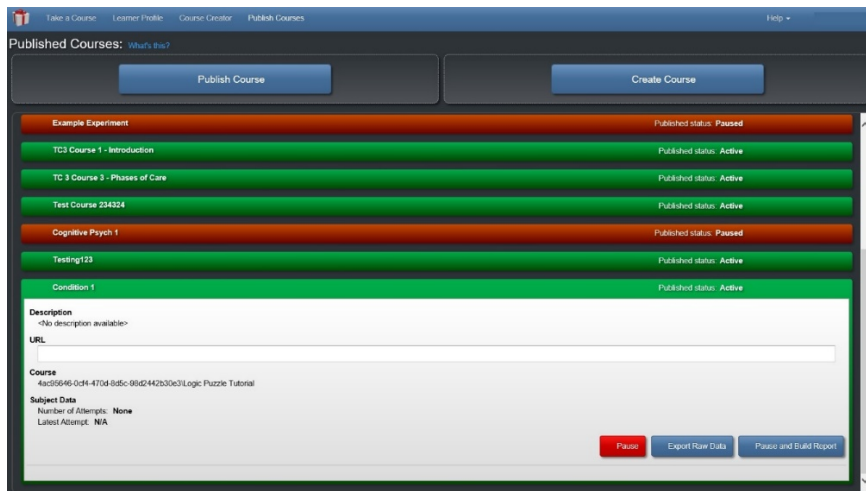 Take a Course Learner Profile Course Creator Publish Courses Help
Published Courses: What's this?
Publish Course Create Course
Example Experiment Published status: Paused
TC3 Course 1 - Introduction Published status: Active
TC 3 Course 3 - Phases of Care Published status: Active
Test Course 234324 Published status: Active
Cognitive Psych 1 Published status: Paused
Testing123 Published status: Active
Condition 1 Published status: Active
Description
<No description available>
URL
Course
4ac95646-0cf4-470d-8d5c-98d2442b30e3\Logic Puzzle Tutorial
Subject Data
Number of Attempts: None
Latest Attempt: N/A
Pause Export Raw Data Pause and Build Report